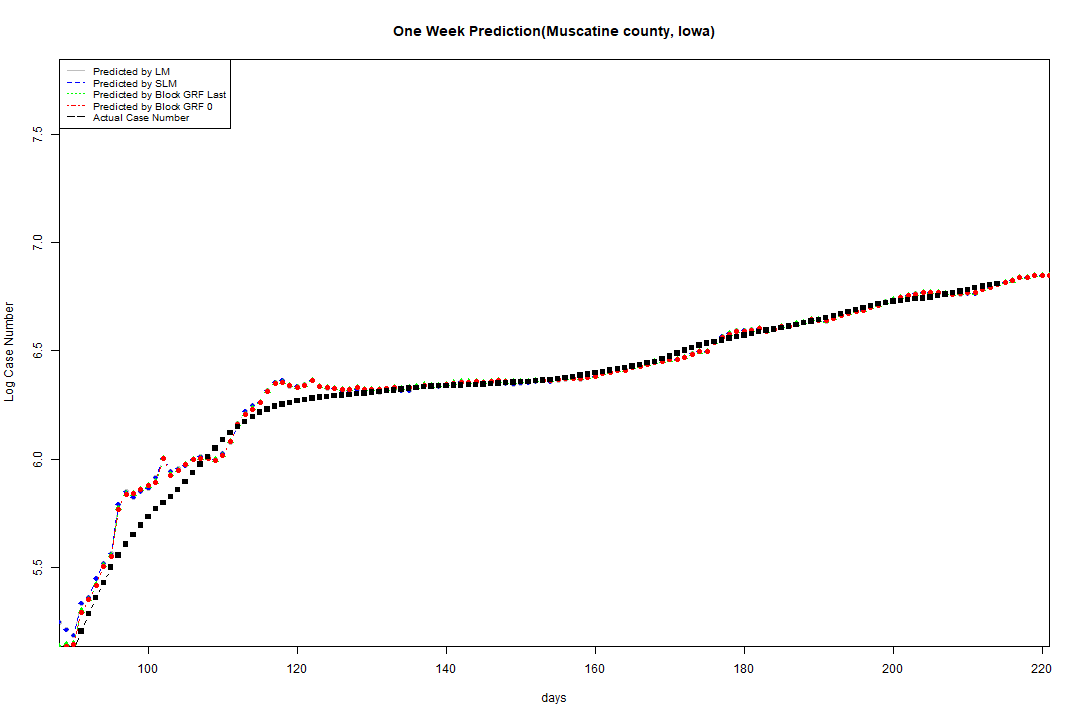 One Week Prediction(Muscatine county, Iowa)
Predicted by LM
Predicted by SLM
Predicted by Block GRF Last
Predicted by Block GRF 0
Actual Case Number
7.5
7.0
6.5
6.0
5.5
Log Case Number
100 120 140 160 180 200 220
days